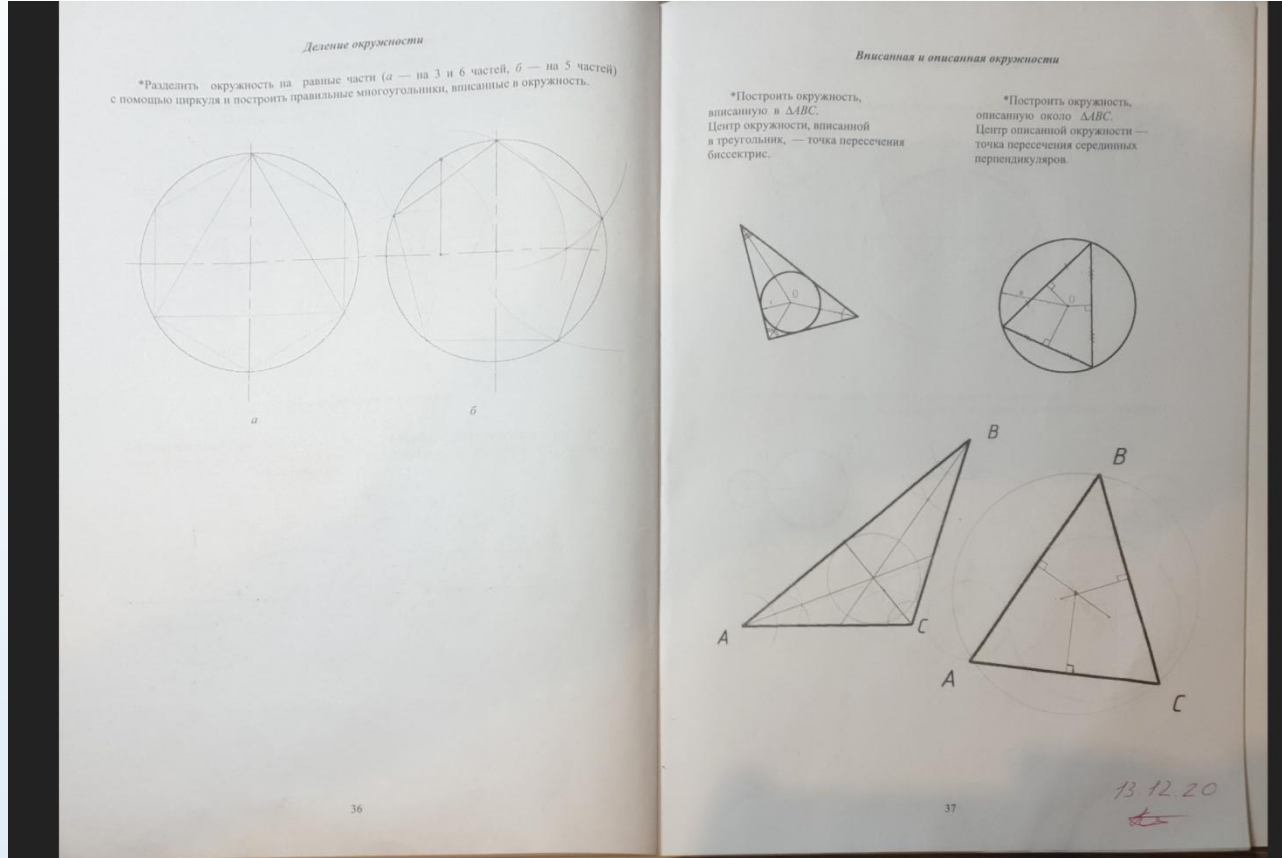 Деление окружности
*Разделить окружность на равные части (а — на 3 и 6 частей, б — на 5 частей)
с помощью циркуля и построить правильные многоугольники, вписанные в окружность.
а
б
36
Вписанная и описанная окружности
*Построить окружность,
вписанную в ΔABC.
Центр окружности, вписанной
в треугольник, — точка пересечения
биссектрис.
*Построить окружность,
описанную около ΔABC.
Центр описанной окружности —
точка пересечения серединных
перпендикуляров.
0
0
B
A
C
B
A
C
37
13.12.20